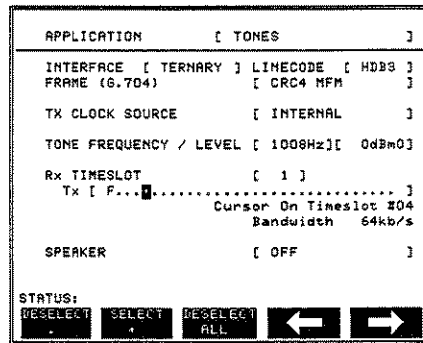 APPLICATION [ TONES ]
INTERFACE [ TERNARY ] LINECODE [ HDB3 ]
FRAME (G.704) [ CRC4 MFM ]
TX CLOCK SOURCE [ INTERNAL ]
TONE FREQUENCY / LEVEL [ 1008Hz][ 0dBm0]
Rx TIMESLOT [ 1 ]
Tx [ F................................ ]
Cursor On Timeslot #04
Bandwidth 64kb/s
SPEAKER [ OFF ]
STATUS:
DESELECT . SELECT * DESELECT ALL